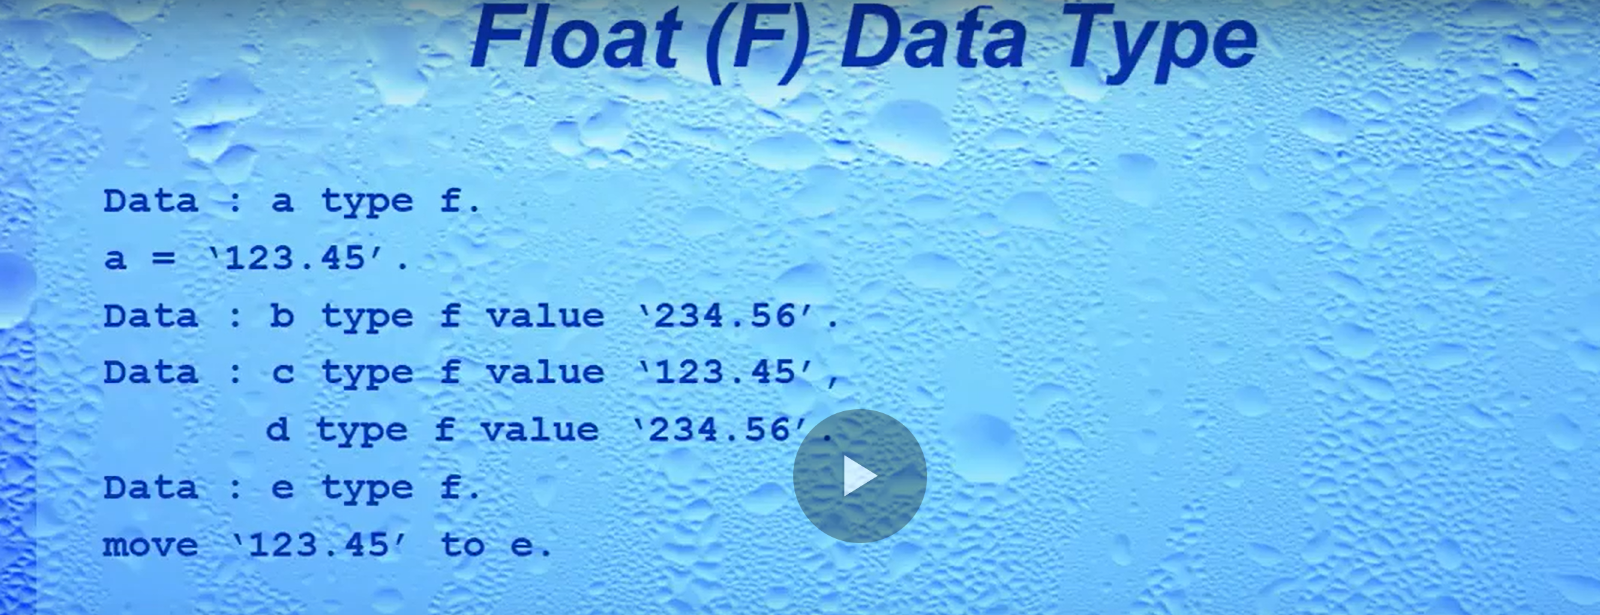 Float (F) Data Type
Data : a type f.
a = ‘123.45’.
Data : b type f value ‘234.56’.
Data : c type f value ‘123.45’,
d type f value ‘234.56’.
Data : e type f.
move ‘123.45’ to e.